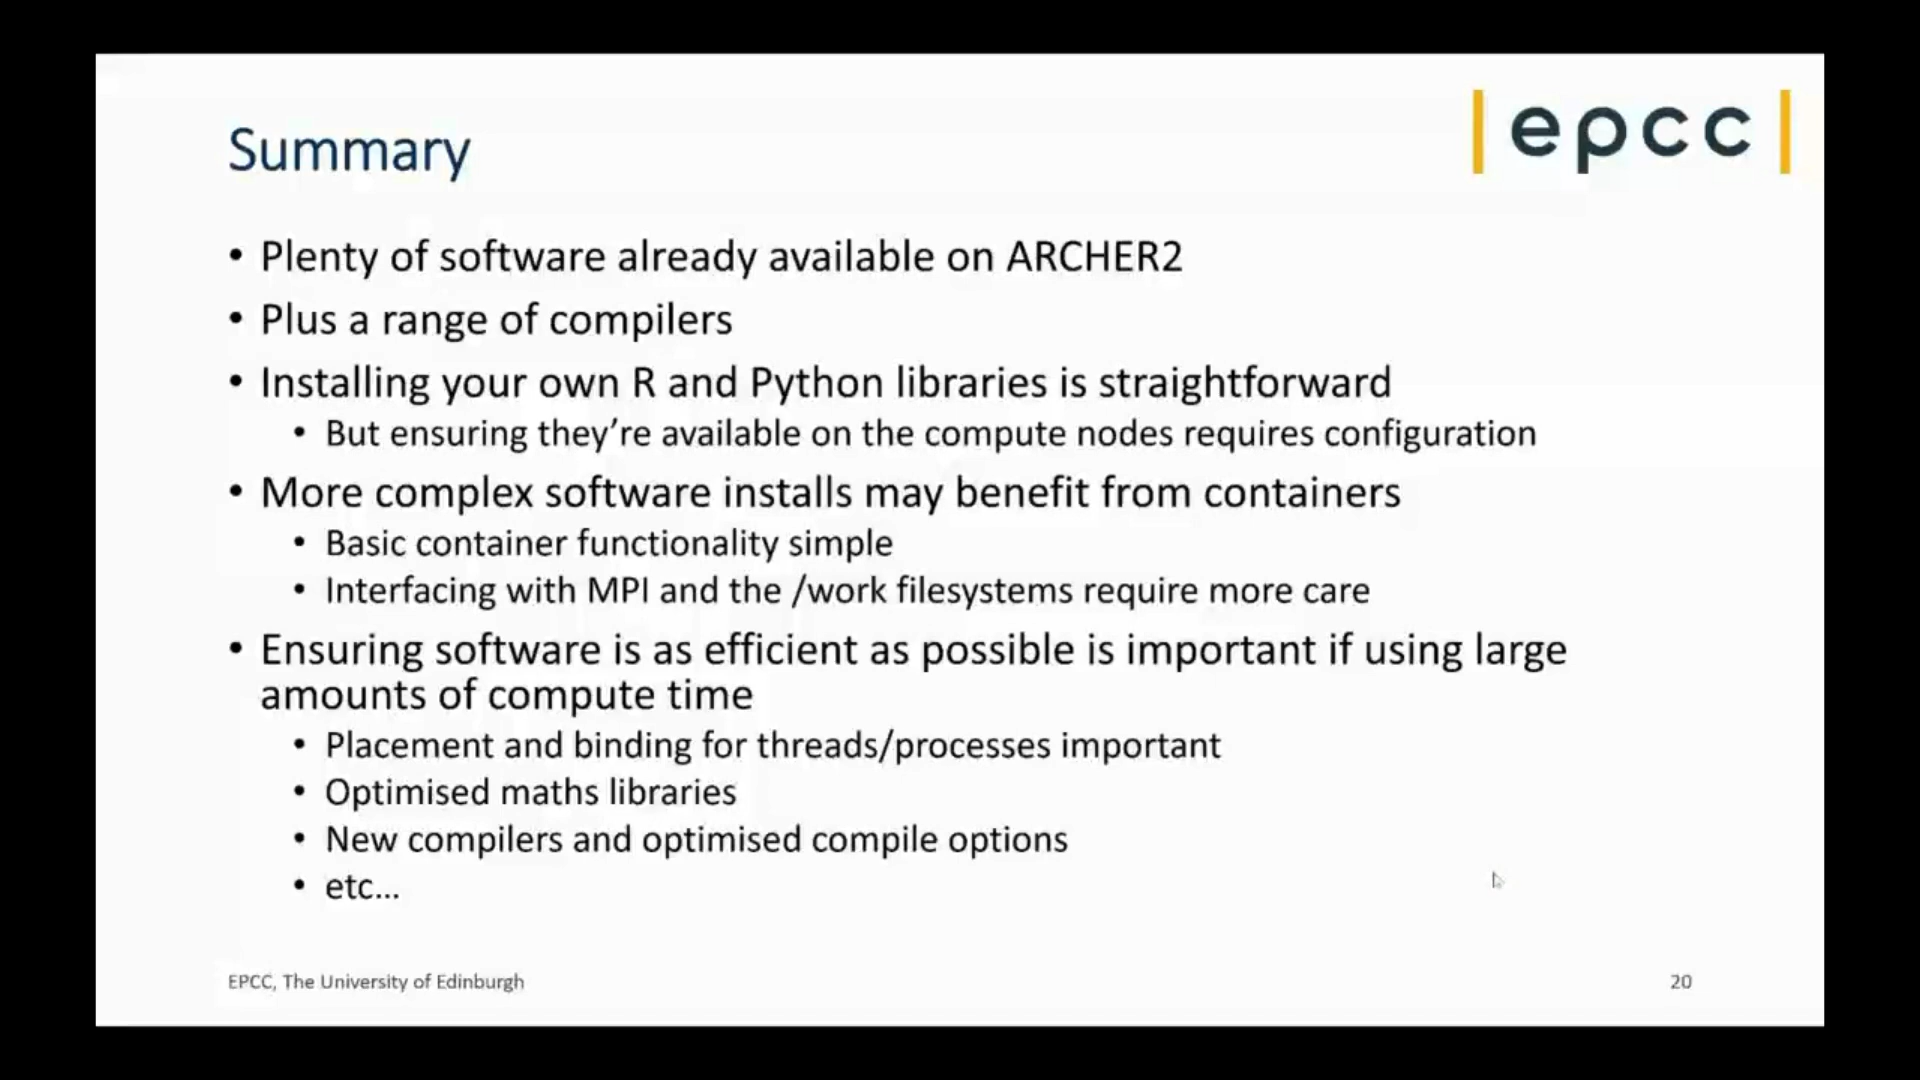 |epcc|
Summary
• Plenty of software already available on ARCHER2
• Plus a range of compilers
• Installing your own R and Python libraries is straightforward
• But ensuring they’re available on the compute nodes requires configuration
• More complex software installs may benefit from containers
• Basic container functionality simple
• Interfacing with MPI and the /work filesystems require more care
• Ensuring software is as efficient as possible is important if using large
amounts of compute time
• Placement and binding for threads/processes important
• Optimised maths libraries
• New compilers and optimised compile options
• etc...
EPCC, The University of Edinburgh
20